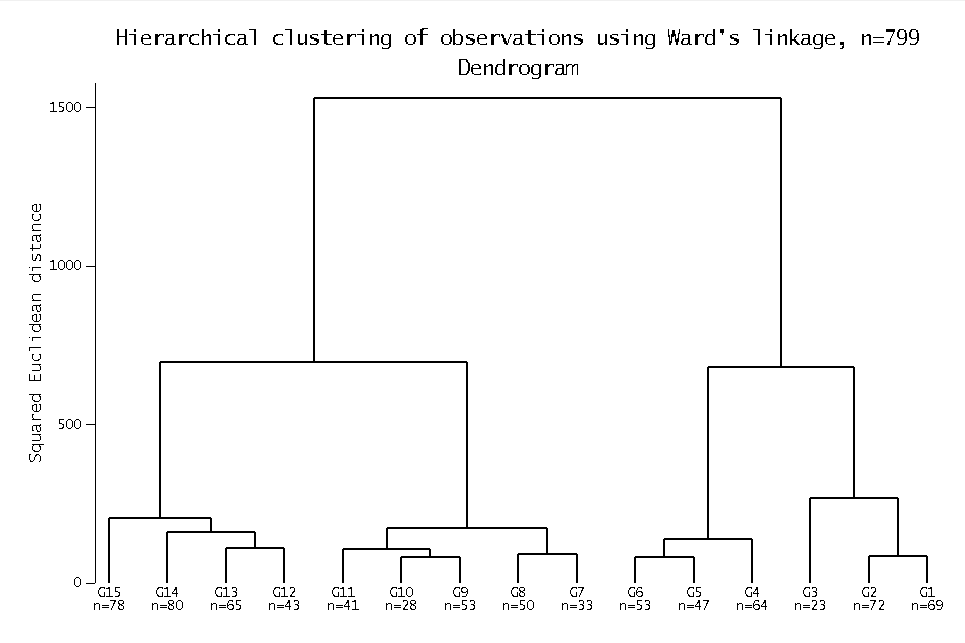 Hierarchical clustering of observations using Ward's linkage, n=799
Dendrogram
Squared Euclidean distance
1500
1000
500
0
G15 G14 G13 G12 G11 G10 G9 G8 G7 G6 G5 G4 G3 G2 G1
n=78 n=80 n=65 n=43 n=41 n=28 n=53 n=50 n=33 n=53 n=47 n=64 n=23 n=72 n=69